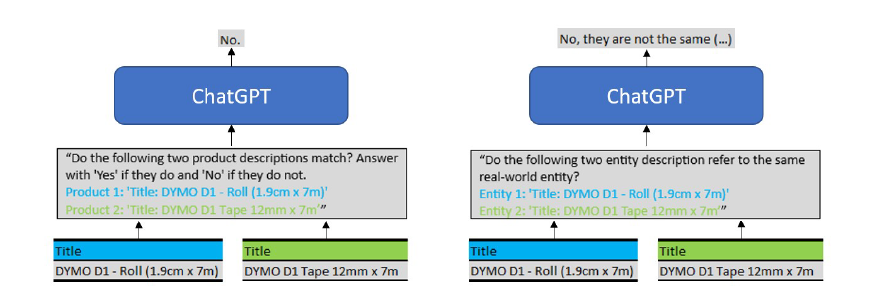 No.
ChatGPT
“Do the following two product descriptions match? Answer
with 'Yes' if they do and 'No' if they do not.
Product 1: 'Title: DYMO D1 - Roll (1.9cm x 7m)'
Product 2: 'Title: DYMO D1 Tape 12mm x 7m'”
Title
DYMO D1 - Roll (1.9cm x 7m)
Title
DYMO D1 Tape 12mm x 7m
No, they are not the same (...)
ChatGPT
“Do the following two entity description refer to the same
real-world entity?
Entity 1: 'Title: DYMO D1 - Roll (1.9cm x 7m)'
Entity 2: 'Title: DYMO D1 Tape 12mm x 7m'”
Title
DYMO D1 - Roll (1.9cm x 7m)
Title
DYMO D1 Tape 12mm x 7m